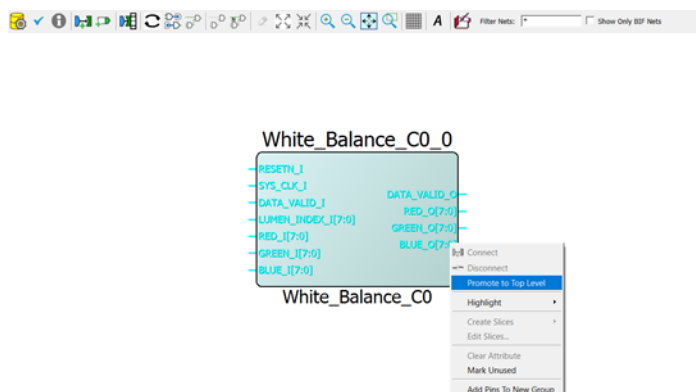 A Filter Nets: * Show Only BIF Nets
White_Balance_C0_0
RESETN_I
SYS_CLK_I
DATA_VALID_I
LUMEN_INDEX_I[7:0]
RED_I[7:0]
GREEN_I[7:0]
BLUE_I[7:0]
DATA_VALID_O
RED_O[7:0]
GREEN_O[7:0]
BLUE_O[7:
White_Balance_C0
Connect
Disconnect
Promote to Top Level
Highlight
Create Slices
Edit Slices...
Clear Attribute
Mark Unused
Add Pins To New Group